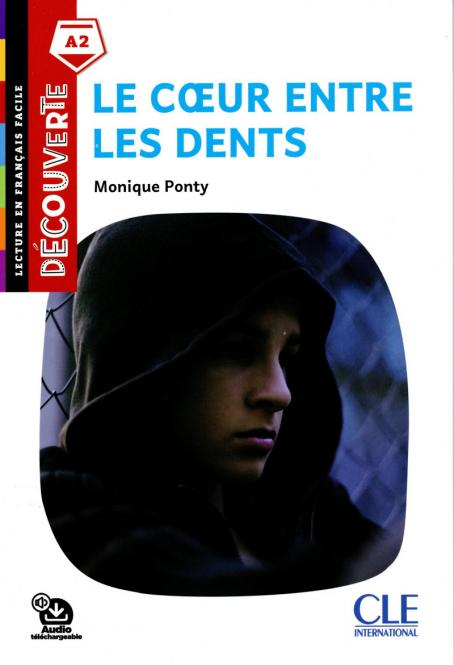 A2
LECTURE EN FRANÇAIS FACILE
DÉCOUVERTE
LE CŒUR ENTRE
LES DENTS
Monique Ponty
Audio
téléchargeable
CLE
INTERNATIONAL